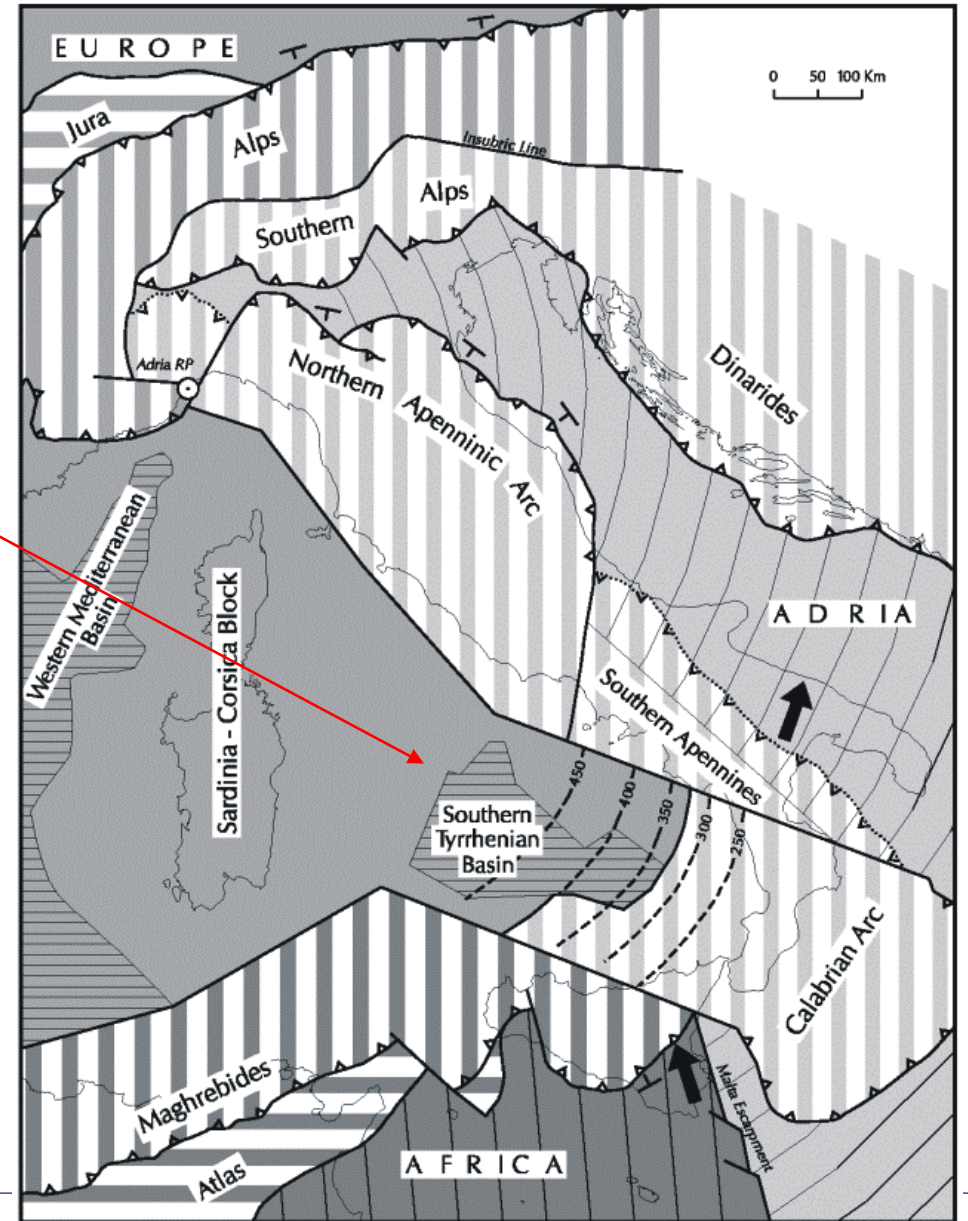 EUROPE
0 50 100 Km
Jura
Alps
Insubric Line
Alps
Southern
Adria RP
Northern Apenninic Arc
Dinarides
Western Mediterranean
Basin
Sardinia - Corsica Block
ADRIA
Southern Apennines
450
400
350
300
250
Southern
Tyrrhenian
Basin
Calabrian Arc
Maghrebides
Malta Escarpment
AFRICA
Atlas